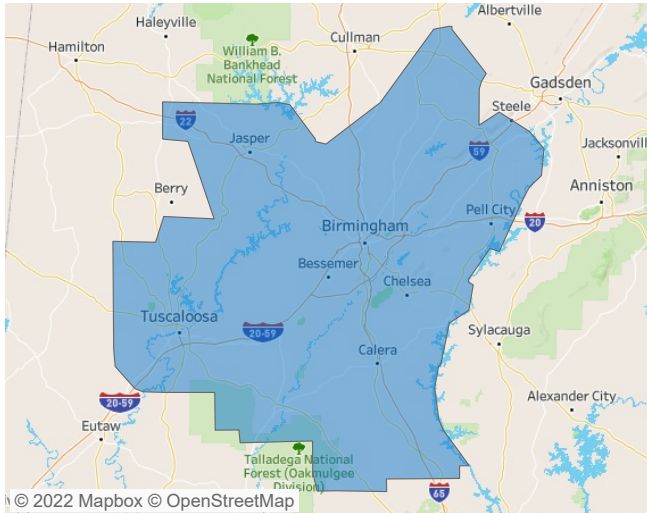 Haleyville
Albertville
Hamilton
Cullman
William B.
Bankhead
National Forest
Gadsden
Steele
22
Jasper
59
Jacksonville
Berry
Anniston
Pell City
20
Birmingham
Bessemer
Chelsea
Tuscaloosa
20-59
Sylacauga
Calera
20-59
Alexander City
Eutaw
Talladega National
Forest (Oakmulgee
Division)
65
© 2022 Mapbox © OpenStreetMap